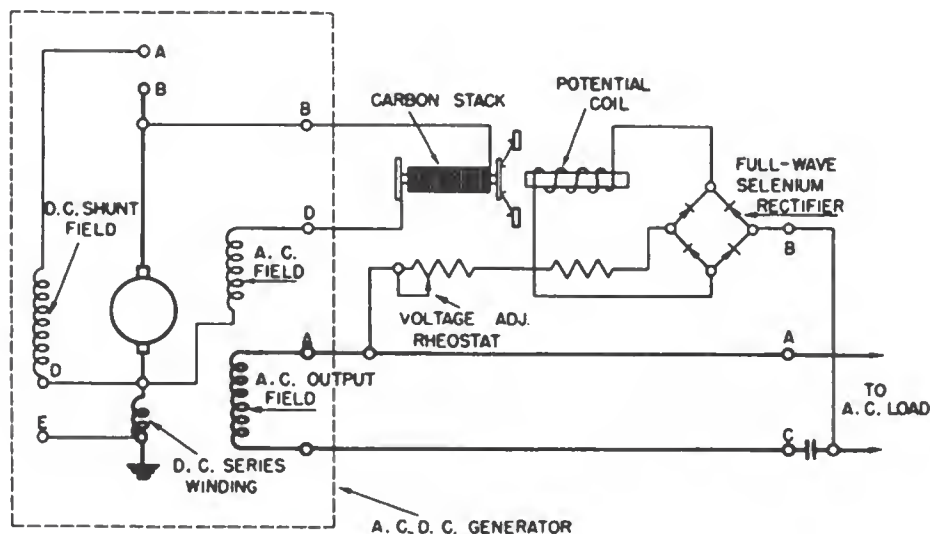 A
B
B
CARBON STACK
POTENTIAL
COIL
FULL-WAVE
SELENIUM
RECTIFIER
D.C. SHUNT
FIELD
D
A. C.
FIELD
B
VOLTAGE ADJ.
RHEOSTAT
A
A
D
A. C. OUTPUT
FIELD
TO
A. C. LOAD
E
C
D. C. SERIES
WINDING
A. C. D. C. GENERATOR